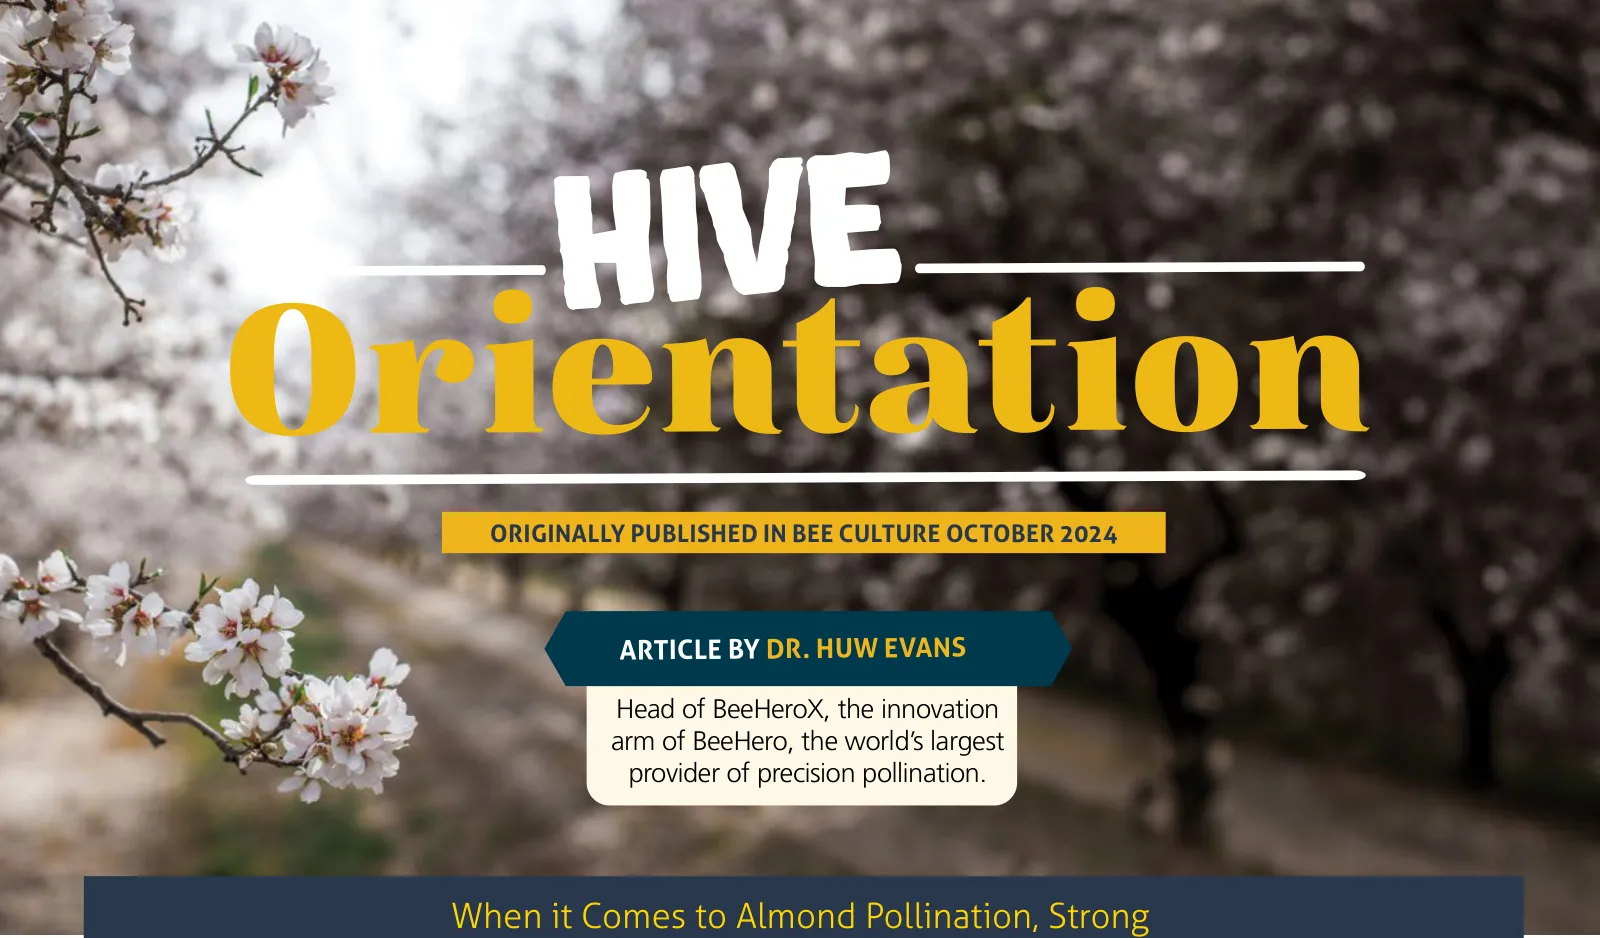 HIVE
Orientation
ORIGINALLY PUBLISHED IN BEE CULTURE OCTOBER 2024
ARTICLE BY DR. HUW EVANS
Head of BeeHeroX, the innovation
arm of BeeHero, the world's largest
provider of precision pollination.
When it Comes to Almond Pollination, Strong